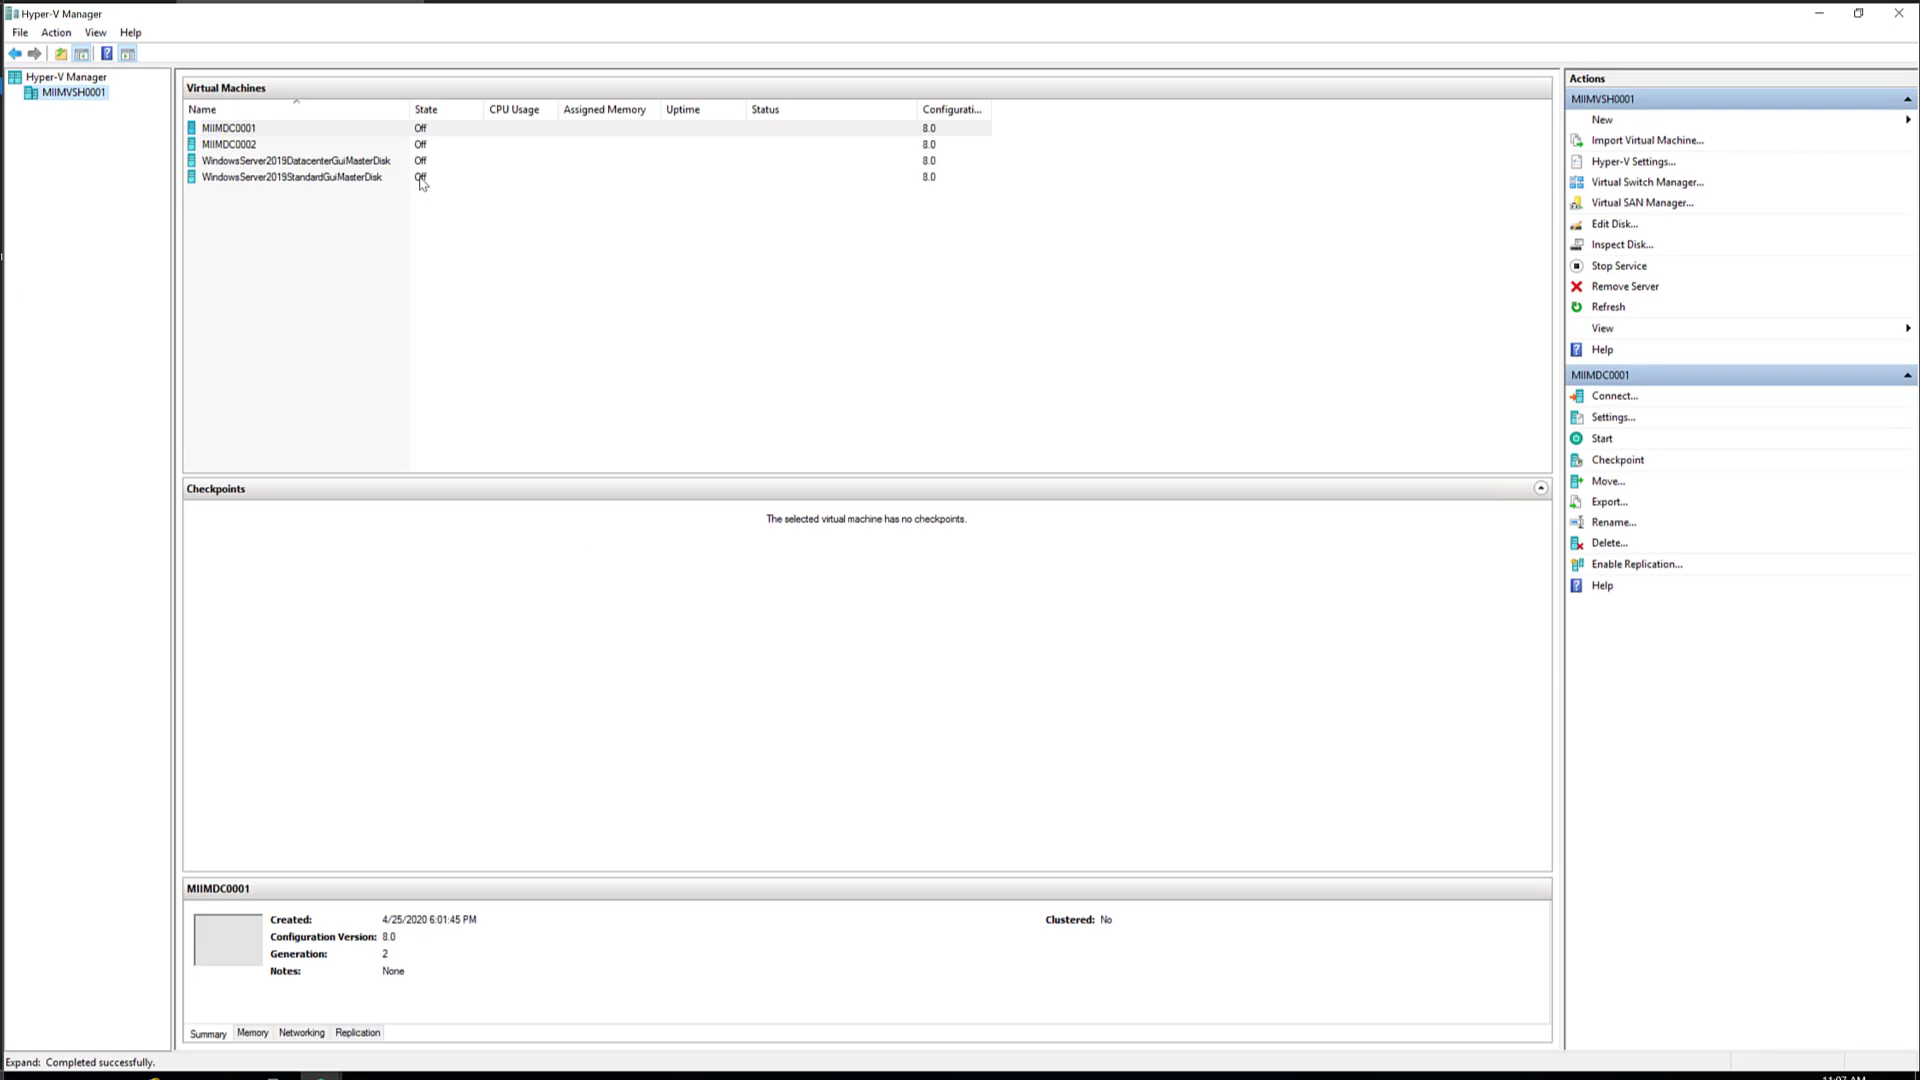 Hyper-V Manager
File Action View Help
Hyper-V Manager
MIIMVSH0001
Virtual Machines
Name State CPU Usage Assigned Memory Uptime Status Configurati...
MIIMDC0001 Off 8.0
MIIMDC0002 Off 8.0
WindowsServer2019DatacenterGuiMasterDisk Off 8.0
WindowsServer2019StandardGuiMasterDisk Off 8.0
Checkpoints
The selected virtual machine has no checkpoints.
MIIMDC0001
Created: 4/25/2020 6:01:45 PM Clustered: No
Configuration Version: 8.0
Generation: 2
Notes: None
Summary Memory Networking Replication
Actions
MIIMVSH0001
New
Import Virtual Machine...
Hyper-V Settings...
Virtual Switch Manager...
Virtual SAN Manager...
Edit Disk...
Inspect Disk...
Stop Service
Remove Server
Refresh
View
Help
MIIMDC0001
Connect...
Settings...
Start
Checkpoint
Move...
Export...
Rename...
Delete...
Enable Replication...
Help
Expand: Completed successfully.